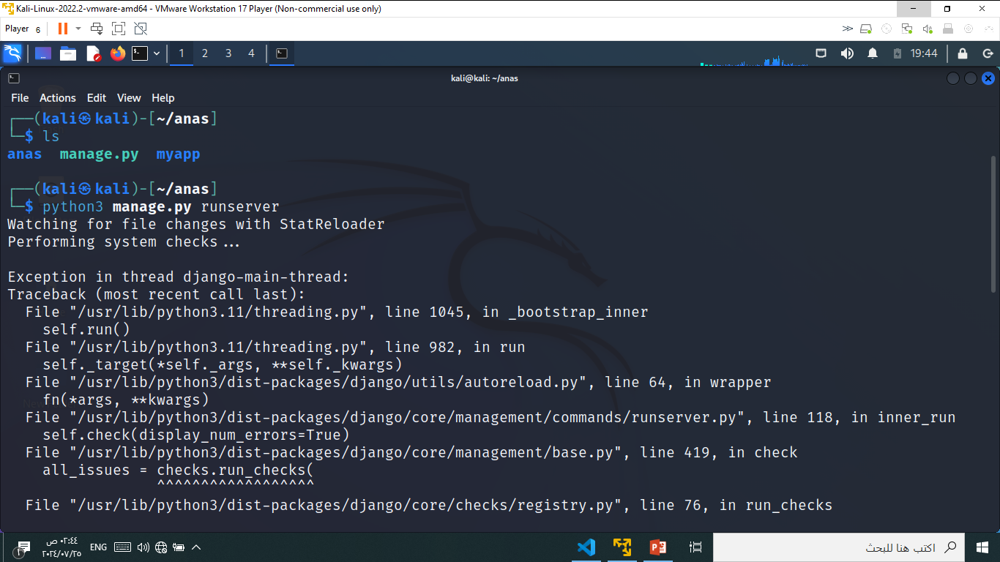 Kali-Linux-2022.2-vmware-amd64 - VMware Workstation 17 Player (Non-commercial use only)
Player 6
1 2 3 4
19:44
kali@kali: ~/anas
File Actions Edit View Help
┌──(kali㉿kali)-[~/anas]
└─$ ls
anas manage.py myapp
┌──(kali㉿kali)-[~/anas]
└─$ python3 manage.py runserver
Watching for file changes with StatReloader
Performing system checks...
Exception in thread django-main-thread:
Traceback (most recent call last):
File "/usr/lib/python3.11/threading.py", line 1045, in _bootstrap_inner
self.run()
File "/usr/lib/python3.11/threading.py", line 982, in run
self._target(*self._args, **self._kwargs)
File "/usr/lib/python3/dist-packages/django/utils/autoreload.py", line 64, in wrapper
fn(*args, **kwargs)
File "/usr/lib/python3/dist-packages/django/core/management/commands/runserver.py", line 118, in inner_run
self.check(display_num_errors=True)
File "/usr/lib/python3/dist-packages/django/core/management/base.py", line 419, in check
all_issues = checks.run_checks(
^^^^^^^^^^^^^^^^^^
File "/usr/lib/python3/dist-packages/django/core/checks/registry.py", line 76, in run_checks
١
٠٢:٤٤ ص
٢٠٢٤/٠٧/٢٥
ENG
اكتب هنا للبحث